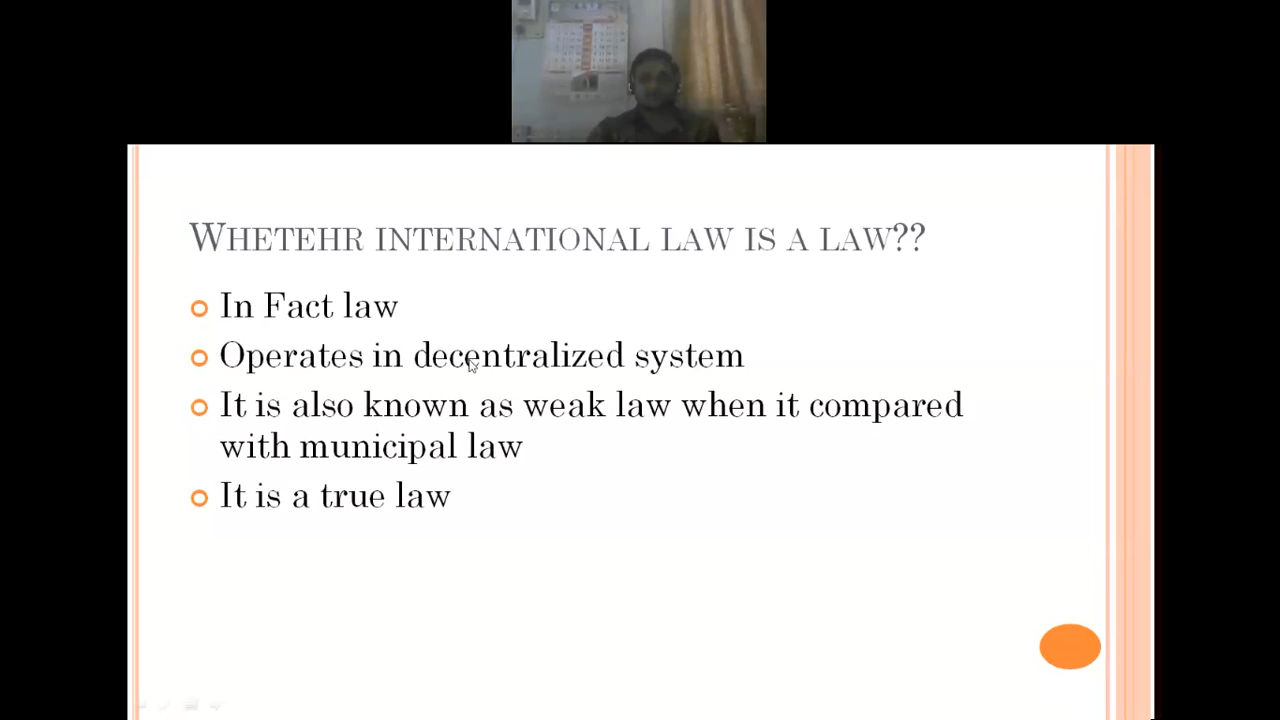 WHETEHR INTERNATIONAL LAW IS A LAW??
In Fact law
Operates in decentralized system
It is also known as weak law when it compared
with municipal law
It is a true law